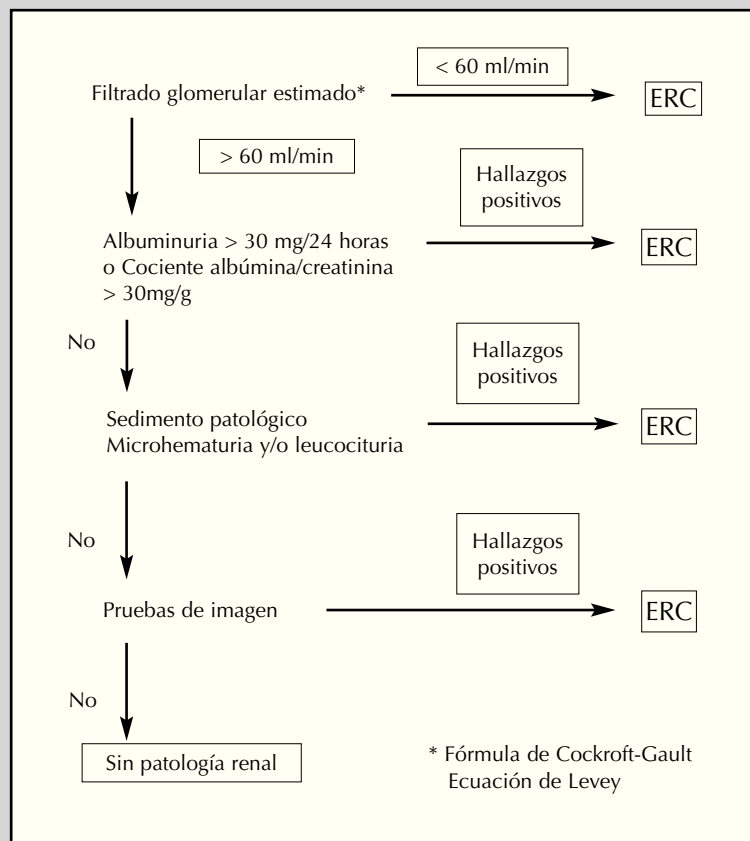 < 60 ml/min
Filtrado glomerular estimado*
ERC
> 60 ml/min
Hallazgos
positivos
Albuminuria > 30 mg/24 horas
o Cociente albúmina/creatinina
> 30mg/g
ERC
No
Hallazgos
positivos
Sedimento patológico
Microhematuria y/o leucocituria
ERC
No
Hallazgos
positivos
Pruebas de imagen
ERC
No
Sin patología renal
* Fórmula de Cockroft-Gault
Ecuación de Levey